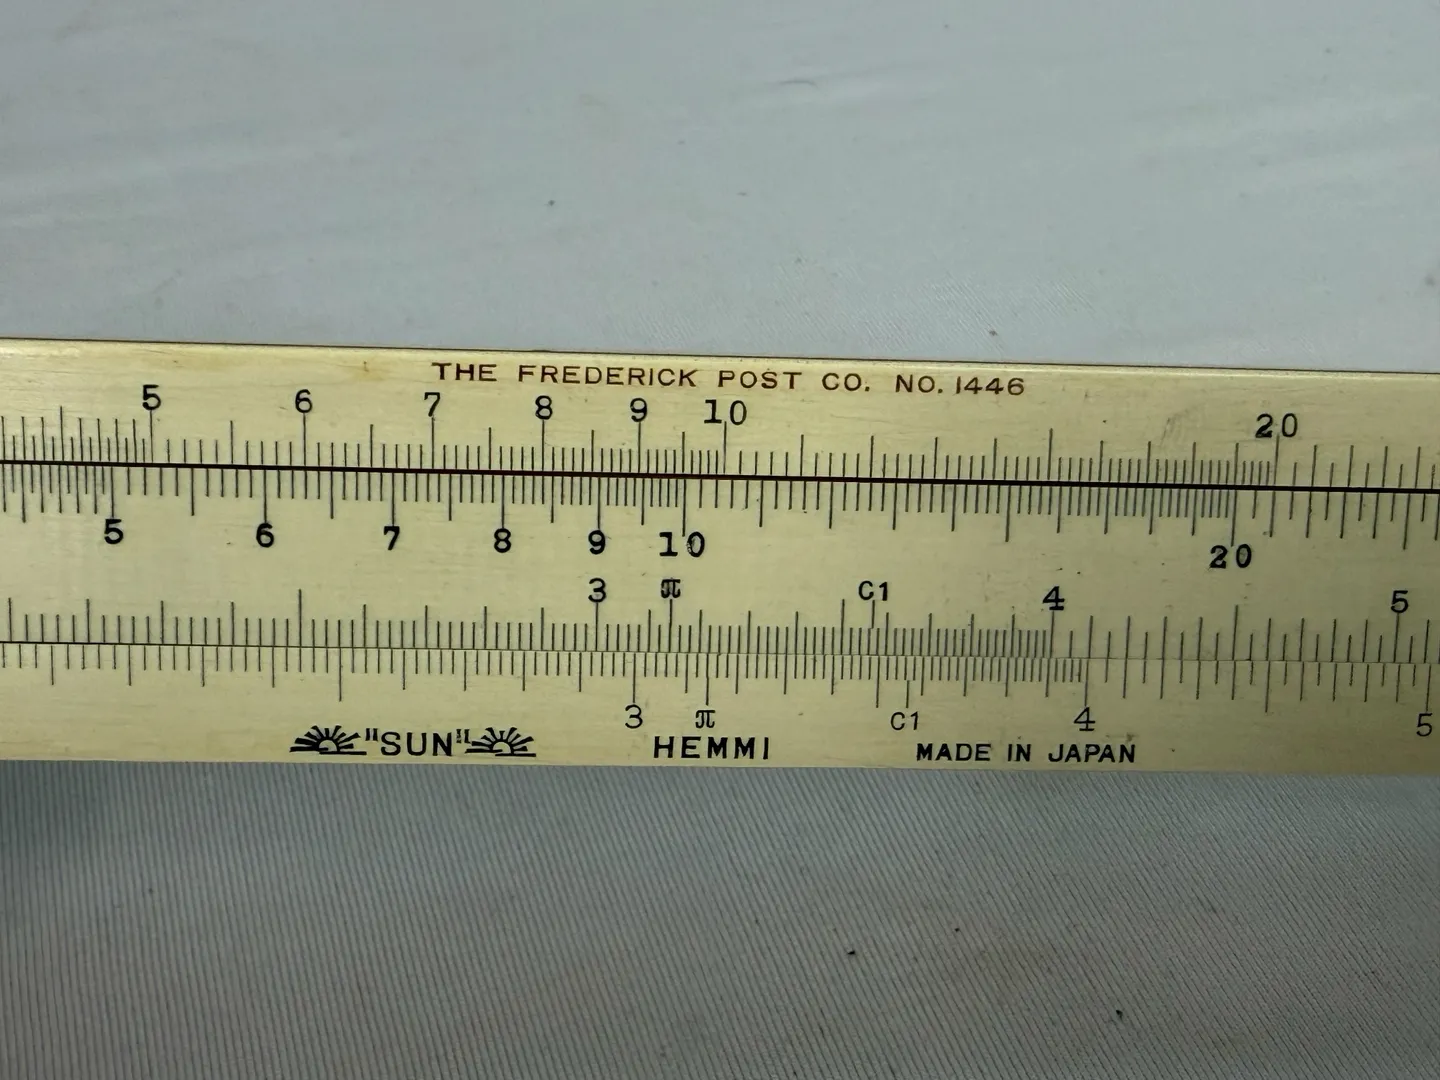 THE FREDERICK POST CO. NO. 1446
5 6 7 8 9 10 20
5 6 7 8 9 10 20
3 π C1 4 5
3 π C1 4 5
"SUN" HEMMI MADE IN JAPAN